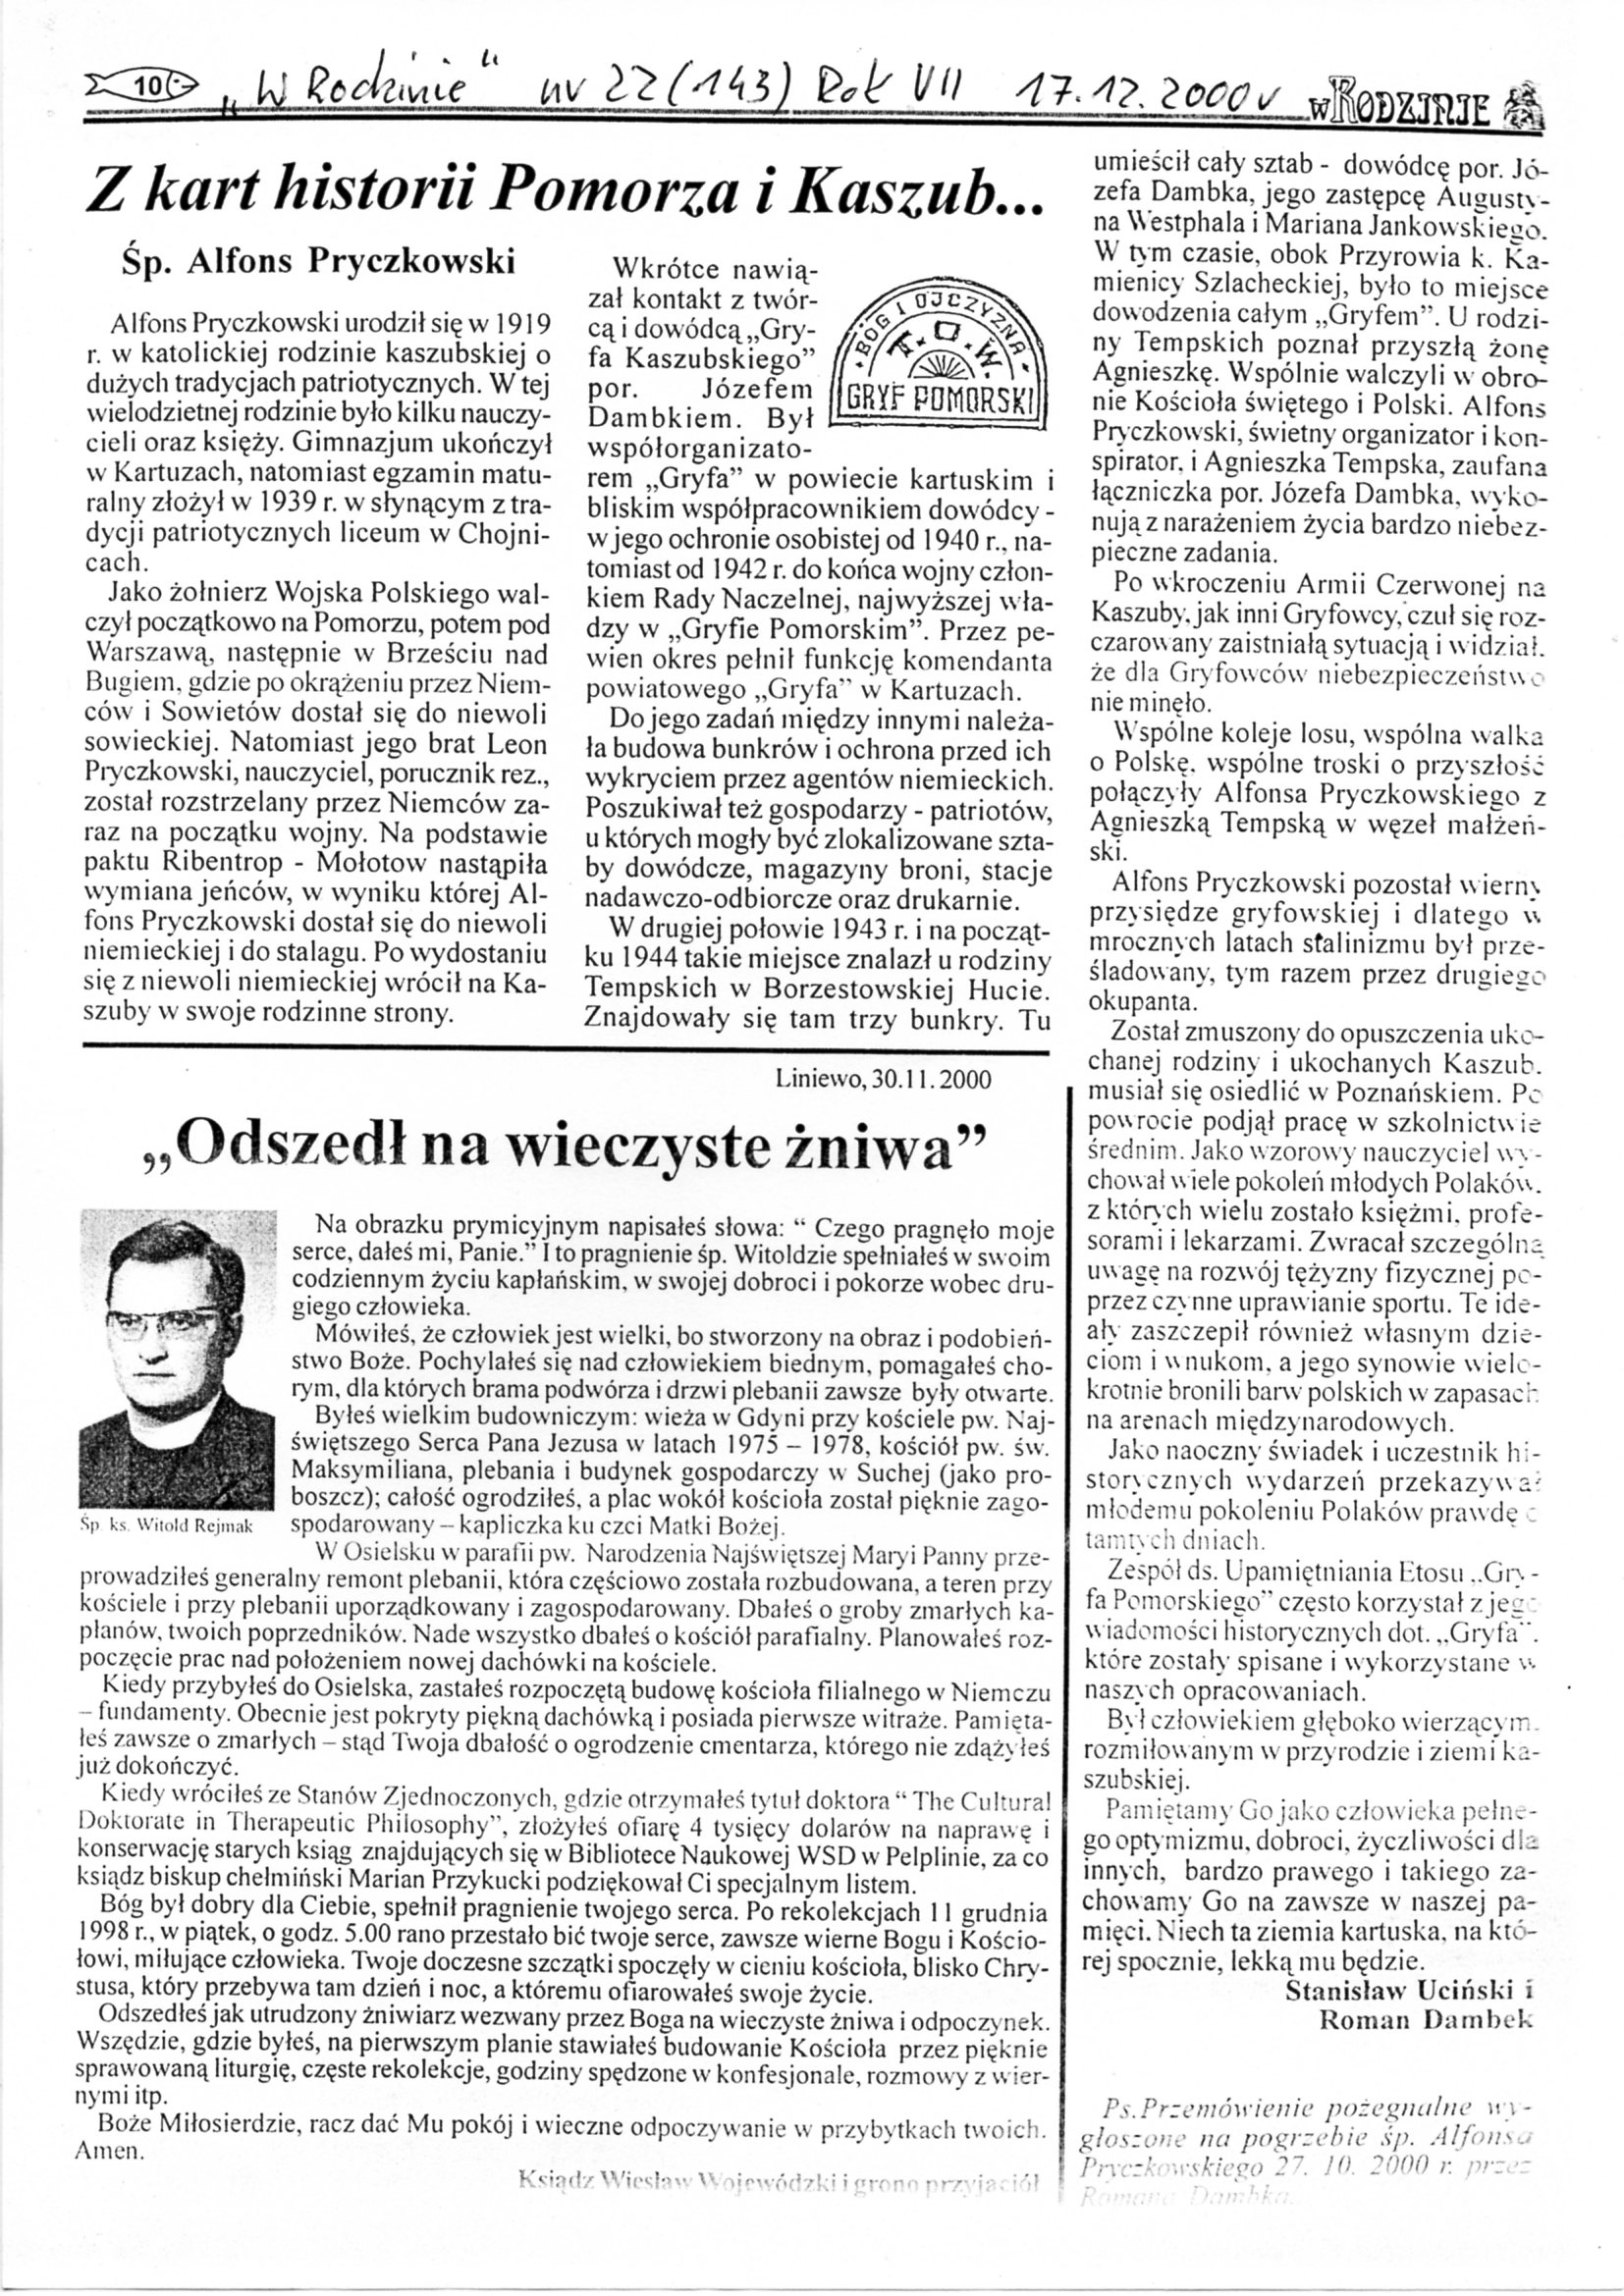 10 „W Rodzinie" nr 22 (143) Rok VII 17.12.2000r wRODZINIE
Z kart historii Pomorza i Kaszub...
Śp. Alfons Pryczkowski
Alfons Pryczkowski urodził się w 1919
r. w katolickiej rodzinie kaszubskiej o
dużych tradycjach patriotycznych. W tej
wielodzietnej rodzinie było kilku nauczy-
cieli oraz księży. Gimnazjum ukończył
w Kartuzach, natomiast egzamin matu-
ralny złożył w 1939 r. w słynącym z tra-
dycji patriotycznych liceum w Chojni-
cach.
Jako żołnierz Wojska Polskiego wal-
czył początkowo na Pomorzu, potem pod
Warszawą, następnie w Brześciu nad
Bugiem, gdzie po okrążeniu przez Niem-
ców i Sowietów dostał się do niewoli
sowieckiej. Natomiast jego brat Leon
Pryczkowski, nauczyciel, porucznik rez.,
został rozstrzelany przez Niemców za-
raz na początku wojny. Na podstawie
paktu Ribentrop - Mołotow nastąpiła
wymiana jeńców, w wyniku której Al-
fons Pryczkowski dostał się do niewoli
niemieckiej i do stalagu. Po wydostaniu
się z niewoli niemieckiej wrócił na Ka-
szuby w swoje rodzinne strony.
Wkrótce nawią-
zał kontakt z twór-
cą i dowódcą „Gry-
fa Kaszubskiego”
por. Józefem
Dambkiem. Był
współorganizato-
BÓG I OJCZYZNA
T.O.W.
GRYF POMORSKI
rem „Gryfa” w powiecie kartuskim i
bliskim współpracownikiem dowódcy -
w jego ochronie osobistej od 1940 r., na-
tomiast od 1942 r. do końca wojny człon-
kiem Rady Naczelnej, najwyższej wła-
dzy w „Gryfie Pomorskim”. Przez pe-
wien okres pełnił funkcję komendanta
powiatowego „Gryfa” w Kartuzach.
Do jego zadań między innymi należa-
ła budowa bunkrów i ochrona przed ich
wykryciem przez agentów niemieckich.
Poszukiwał też gospodarzy - patriotów,
u których mogły być zlokalizowane szta-
by dowódcze, magazyny broni, stacje
nadawczo-odbiorcze oraz drukarnie.
W drugiej połowie 1943 r. i na począt-
ku 1944 takie miejsce znalazł u rodziny
Tempskich w Borzestowskiej Hucie.
Znajdowały się tam trzy bunkry. Tu
umieścił cały sztab - dowódcę por. Jó-
zefa Dambka, jego zastępcę Augusty-
na Westphala i Mariana Jankowskiego.
W tym czasie, obok Przyrowia k. Ka-
mienicy Szlacheckiej, było to miejsce
dowodzenia całym „Gryfem”. U rodzi-
ny Tempskich poznał przyszłą żonę
Agnieszkę. Wspólnie walczyli w obro-
nie Kościoła świętego i Polski. Alfons
Pryczkowski, świetny organizator i kon-
spirator, i Agnieszka Tempska, zaufana
łączniczka por. Józefa Dambka, wyko-
nują z narażeniem życia bardzo niebez-
pieczne zadania.
Po wkroczeniu Armii Czerwonej na
Kaszuby, jak inni Gryfowcy, czuł się roz-
czarowany zaistniałą sytuacją i widział,
że dla Gryfowców niebezpieczeństwo
nie minęło.
Wspólne koleje losu, wspólna walka
o Polskę, wspólne troski o przyszłość
połączyły Alfonsa Pryczkowskiego z
Agnieszką Tempską w węzeł małżeń-
ski.
Alfons Pryczkowski pozostał wierny
przysiędze gryfowskiej i dlatego w
mrocznych latach stalinizmu był prze-
śladowany, tym razem przez drugiego
okupanta.
Został zmuszony do opuszczenia uko-
chanej rodziny i ukochanych Kaszub,
musiał się osiedlić w Poznańskiem. Po
powrocie podjął pracę w szkolnictwie
średnim. Jako wzorowy nauczyciel wy-
chował wiele pokoleń młodych Polaków,
z których wielu zostało księżmi, profe-
sorami i lekarzami. Zwracał szczególną
uwagę na rozwój tężyzny fizycznej po-
przez czynne uprawianie sportu. Te ide-
ały zaszczepił również własnym dzie-
ciom i wnukom, a jego synowie wielo-
krotnie bronili barw polskich w zapasach
na arenach międzynarodowych.
Jako naoczny świadek i uczestnik hi-
storycznych wydarzeń przekazywał
młodemu pokoleniu Polaków prawdę o
tamtych dniach.
Zespół ds. Upamiętniania Etosu „Gry-
fa Pomorskiego” często korzystał z jego
wiadomości historycznych dot. „Gryfa”,
które zostały spisane i wykorzystane w
naszych opracowaniach.
Był człowiekiem głęboko wierzącym,
rozmiłowanym w przyrodzie i ziemi ka-
szubskiej.
Pamiętamy Go jako człowieka pełne-
go optymizmu, dobroci, życzliwości dla
innych, bardzo prawego i takiego za-
chowamy Go na zawsze w naszej pa-
mięci. Niech ta ziemia kartuska, na któ-
rej spocznie, lekką mu będzie.
Stanisław Uciński i
Roman Dambek
Ps. Przemówienie pożegnalne wy-
głoszone na pogrzebie śp. Alfonsa
Pryczkowskiego 27. 10. 2000 r. przez
Romana Dambka.
Liniewo, 30.11.2000
„Odszedł na wieczyste żniwa”
Na obrazku prymicyjnym napisałeś słowa: “ Czego pragnęło moje
serce, dałeś mi, Panie.” I to pragnienie śp. Witoldzie spełniałeś w swoim
codziennym życiu kapłańskim, w swojej dobroci i pokorze wobec dru-
giego człowieka.
Mówiłeś, że człowiek jest wielki, bo stworzony na obraz i podobień-
stwo Boże. Pochylałeś się nad człowiekiem biednym, pomagałeś cho-
rym, dla których brama podwórza i drzwi plebanii zawsze były otwarte.
Byłeś wielkim budowniczym: wieża w Gdyni przy kościele pw. Naj-
świętszego Serca Pana Jezusa w latach 1975 – 1978, kościół pw. św.
Maksymiliana, plebania i budynek gospodarczy w Suchej (jako pro-
boszcz); całość ogrodziłeś, a plac wokół kościoła został pięknie zago-
spodarowany – kapliczka ku czci Matki Bożej.
Śp. ks. Witold Rejmak
W Osielsku w parafii pw. Narodzenia Najświętszej Maryi Panny prze-
prowadziłeś generalny remont plebanii, która częściowo została rozbudowana, a teren przy
kościele i przy plebanii uporządkowany i zagospodarowany. Dbałeś o groby zmarłych ka-
płanów, twoich poprzedników. Nade wszystko dbałeś o kościół parafialny. Planowałeś roz-
poczęcie prac nad położeniem nowej dachówki na kościele.
Kiedy przybyłeś do Osielska, zastałeś rozpoczętą budowę kościoła filialnego w Niemczu
– fundamenty. Obecnie jest pokryty piękną dachówką i posiada pierwsze witraże. Pamięta-
łeś zawsze o zmarłych – stąd Twoja dbałość o ogrodzenie cmentarza, którego nie zdążyłeś
już dokończyć.
Kiedy wróciłeś ze Stanów Zjednoczonych, gdzie otrzymałeś tytuł doktora “ The Cultural
Doktorate in Therapeutic Philosophy”, złożyłeś ofiarę 4 tysięcy dolarów na naprawę i
konserwację starych ksiąg znajdujących się w Bibliotece Naukowej WSD w Pelplinie, za co
ksiądz biskup chełmiński Marian Przykucki podziękował Ci specjalnym listem.
Bóg był dobry dla Ciebie, spełnił pragnienie twojego serca. Po rekolekcjach 11 grudnia
1998 r., w piątek, o godz. 5.00 rano przestało bić twoje serce, zawsze wierne Bogu i Kościo-
łowi, miłujące człowieka. Twoje doczesne szczątki spoczęły w cieniu kościoła, blisko Chry-
stusa, który przebywa tam dzień i noc, a któremu ofiarowałeś swoje życie.
Odszedłeś jak utrudzony żniwiarz wezwany przez Boga na wieczyste żniwa i odpoczynek.
Wszędzie, gdzie byłeś, na pierwszym planie stawiałeś budowanie Kościoła przez pięknie
sprawowaną liturgię, częste rekolekcje, godziny spędzone w konfesjonale, rozmowy z wier-
nymi itp.
Boże Miłosierdzie, racz dać Mu pokój i wieczne odpoczywanie w przybytkach twoich.
Amen.
Ksiądz Wiesław Wojewódzki i grono przyjaciół